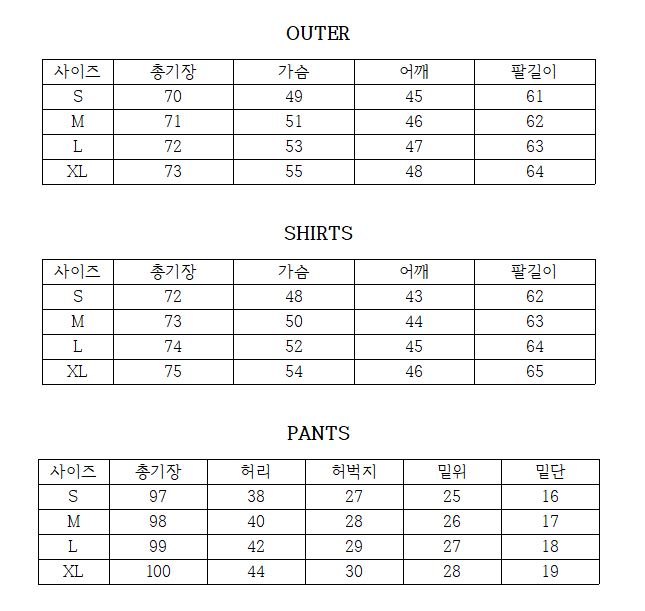 OUTER
사이즈 총기장 가슴 어깨 팔길이
S 70 49 45 61
M 71 51 46 62
L 72 53 47 63
XL 73 55 48 64
SHIRTS
사이즈 총기장 가슴 어깨 팔길이
S 72 48 43 62
M 73 50 44 63
L 74 52 45 64
XL 75 54 46 65
PANTS
사이즈 총기장 허리 허벅지 밑위 밑단
S 97 38 27 25 16
M 98 40 28 26 17
L 99 42 29 27 18
XL 100 44 30 28 19